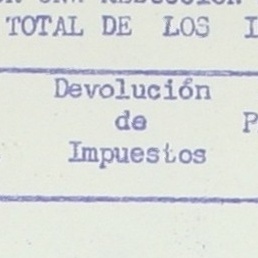 TOTAL DE LOS
Devolución
de
Impuestos